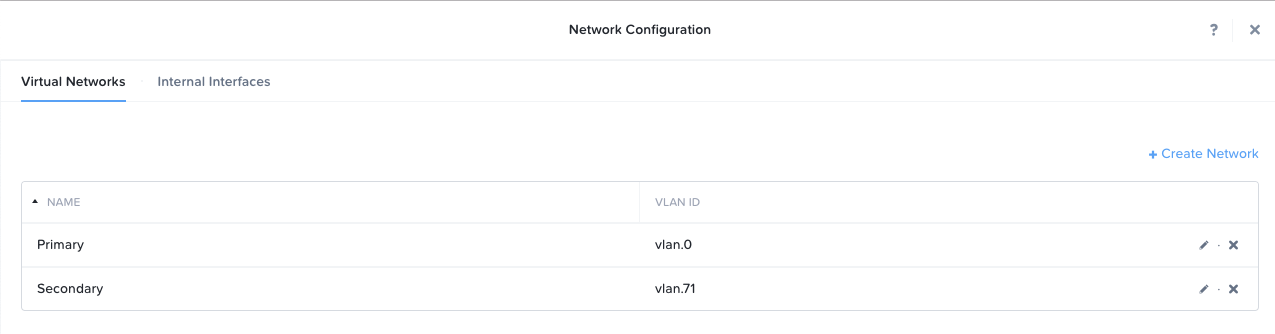 Network Configuration
?
Virtual Networks · Internal Interfaces
+ Create Network
NAME VLAN ID
Primary vlan.0 ·
Secondary vlan.71 ·